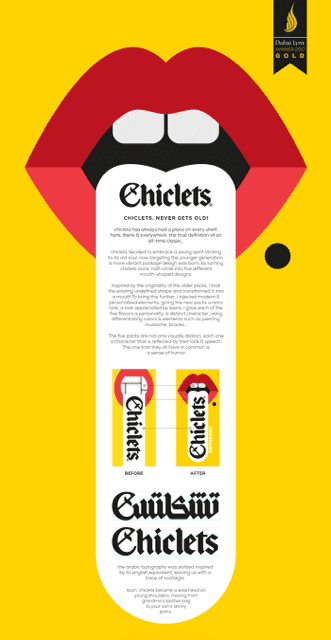 Dubai Lynx
WINNER 2017
GOLD
Chiclets.
CHICLETS, NEVER GETS OLD!
chiclets has always had a place on every shelf.
here, there & everywhere. the true definition of an
all-time classic.
chiclets decided to embrace a young spirit sticking
to its old soul. now targeting the younger generation,
a more vibrant package design was born. by turning
chiclets iconic half-circle into five different
mouth-shaped designs.
Inspired by the originality of the older packs, I took
the existing undefined shape and transformed it into
a mouth. To bring this further, I injected modern &
personalised elements, giving the new packs a retro
look. a look appreciated by teens. I gave each of the
five flavors a personality, a distinct character, using
differentiating colors & elements such as piercing,
mustache, braces...
The five packs are not only visually distinct, each one
a character that is reflected by their look & speech.
The one that they all have in common is
a sense of humor.
Chiclets
Chiclets
BEFORE
AFTER
تشكلتس
Chiclets
the arabic typography was stylised inspired
by its english equivalent, leaving us with a
trace of nostalgia.
soon, chiclets became a wise head on
young shoulders, moving from
grandma's leather bag
to your son's skinny
jeans.